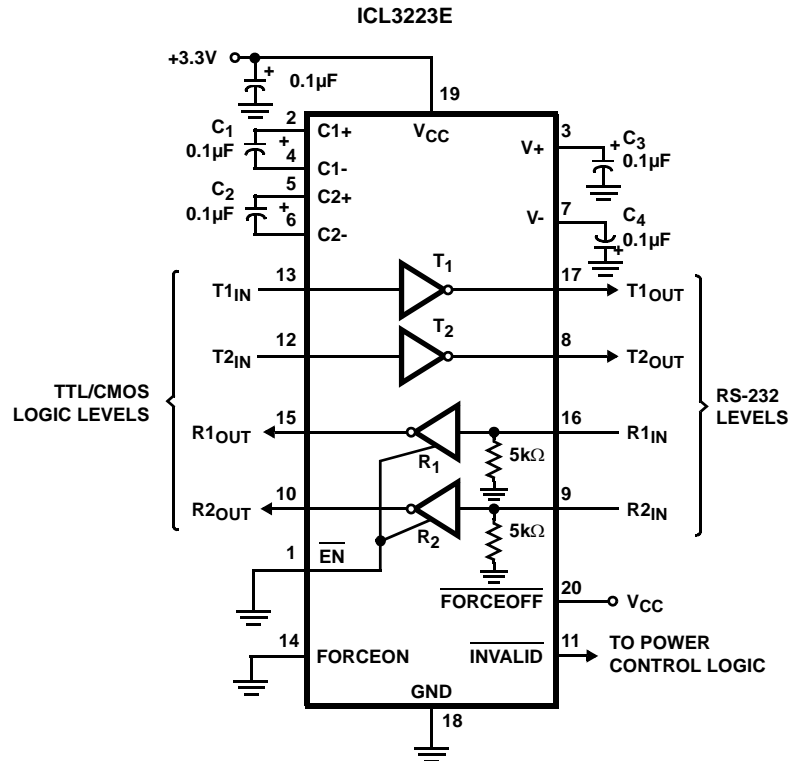 ICL3223E
+3.3V
+
0.1µF
19
VCC
2
C1
0.1µF
+
C1+
4
C1-
5
C2
0.1µF
+
C2+
6
C2-
3
V+
+
C3
0.1µF
7
V-
C4
0.1µF
+
T1IN
13
T1
17
T1OUT
T2IN
12
T2
8
T2OUT
TTL/CMOS
LOGIC LEVELS
RS-232
LEVELS
R1OUT
15
R1
16
R1IN
5kΩ
R2OUT
10
R2
9
R2IN
5kΩ
1
EN
FORCEOFF
20
VCC
14
FORCEON
INVALID
11
TO POWER
CONTROL LOGIC
GND
18